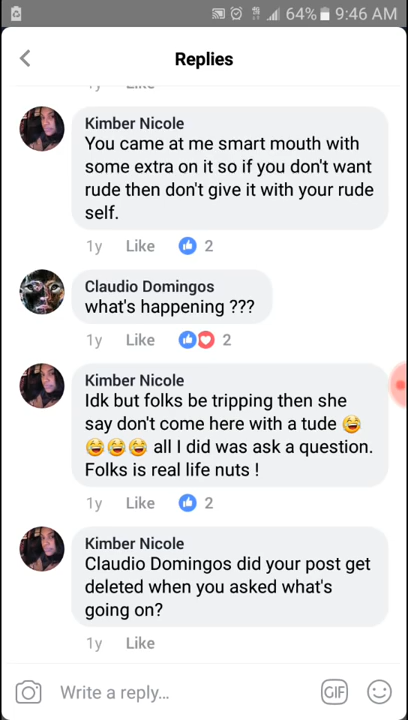 64% 9:46 AM
Replies
1y Like
Kimber Nicole
You came at me smart mouth with
some extra on it so if you don't want
rude then don't give it with your rude
self.
1y Like 2
Claudio Domingos
what's happening ???
1y Like 2
Kimber Nicole
Idk but folks be tripping then she
say don't come here with a tude 😂
😂😂😂 all I did was ask a question.
Folks is real life nuts !
1y Like 2
Kimber Nicole
Claudio Domingos did your post get
deleted when you asked what's
going on?
1y Like
Write a reply... GIF